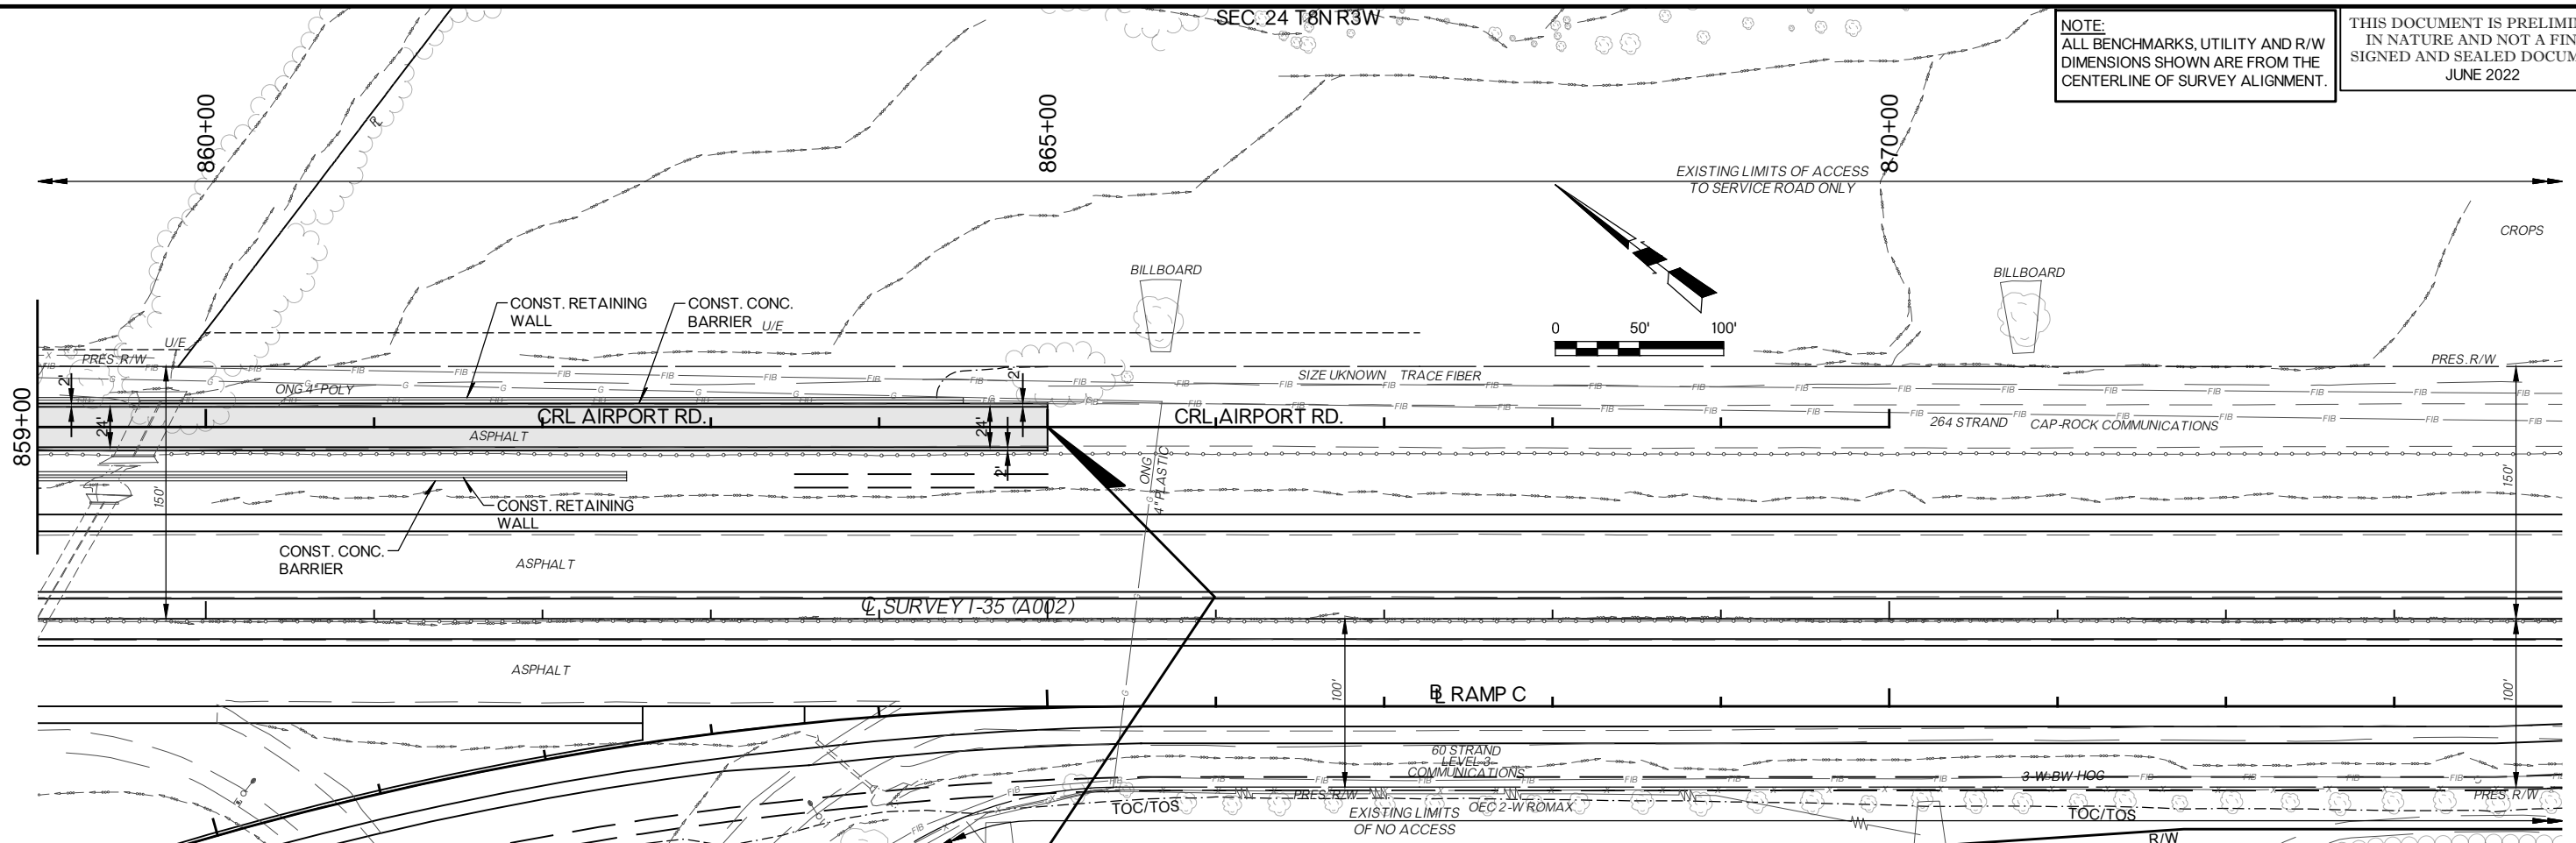 SEC. 24 T8N R3W
NOTE:
ALL BENCHMARKS, UTILITY AND R/W
DIMENSIONS SHOWN ARE FROM THE
CENTERLINE OF SURVEY ALIGNMENT.
THIS DOCUMENT IS PRELIMI
IN NATURE AND NOT A FIN
SIGNED AND SEALED DOCUM
JUNE 2022
860+00
865+00
870+00
EXISTING LIMITS OF ACCESS
TO SERVICE ROAD ONLY
CROPS
BILLBOARD
BILLBOARD
CONST. RETAINING
WALL
CONST. CONC.
BARRIER
U/E
0 50' 100'
U/E
PRES. R/W
PRES. R/W
2'
ONG 4" POLY
2'
SIZE UKNOWN TRACE FIBER
859+00
24'
CRL AIRPORT RD.
24'
CRL AIRPORT RD.
264 STRAND CAP-ROCK COMMUNICATIONS
ASPHALT
2'
ONG
4" PLASTIC
150'
150'
CONST. RETAINING
WALL
CONST. CONC.
BARRIER
ASPHALT
℄ SURVEY I-35 (A002)
ASPHALT
100'
100'
BL RAMP C
60 STRAND
LEVEL 3
COMMUNICATIONS
3-W-BW-HOG
PRES. R/W
PRES. R/W
TOC/TOS
OEC 2-W ROMAX
EXISTING LIMITS
OF NO ACCESS
TOC/TOS
R/W